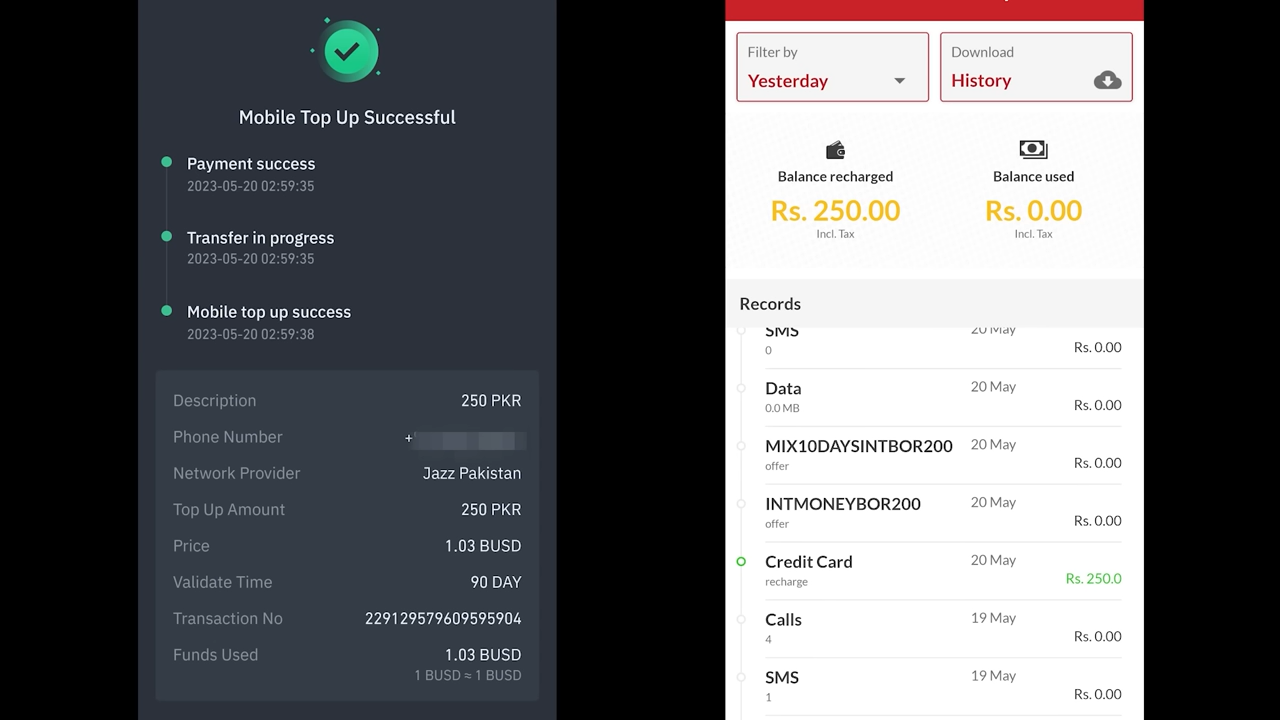 Mobile Top Up Successful
Payment success
2023-05-20 02:59:35
Transfer in progress
2023-05-20 02:59:35
Mobile top up success
2023-05-20 02:59:38
Description 250 PKR
Phone Number +
Network Provider Jazz Pakistan
Top Up Amount 250 PKR
Price 1.03 BUSD
Validate Time 90 DAY
Transaction No 229129579609595904
Funds Used 1.03 BUSD
1 BUSD ≈ 1 BUSD
Filter by
Yesterday
Download
History
Balance recharged
Rs. 250.00
Incl. Tax
Balance used
Rs. 0.00
Incl. Tax
Records
SMS 20 May
0 Rs. 0.00
Data 20 May
0.0 MB Rs. 0.00
MIX10DAYSINTBOR200 20 May
offer Rs. 0.00
INTMONEYBOR200 20 May
offer Rs. 0.00
Credit Card 20 May
recharge Rs. 250.0
Calls 19 May
4 Rs. 0.00
SMS 19 May
1 Rs. 0.00